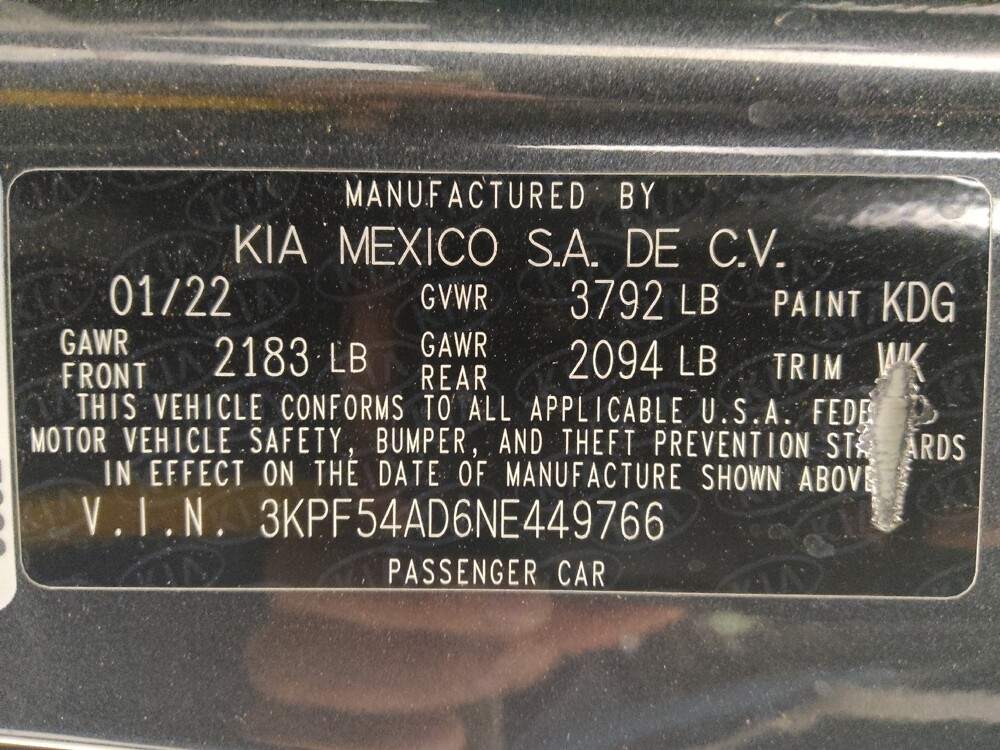 MANUFACTURED BY
KIA MEXICO S.A. DE C.V.
01/22 GVWR 3792 LB PAINT KDG
GAWR FRONT 2183 LB GAWR REAR 2094 LB TRIM WK
THIS VEHICLE CONFORMS TO ALL APPLICABLE U.S.A. FEDE
MOTOR VEHICLE SAFETY, BUMPER, AND THEFT PREVENTION ST ARDS
IN EFFECT ON THE DATE OF MANUFACTURE SHOWN ABOVE
V.I.N. 3KPF54AD6NE449766
PASSENGER CAR